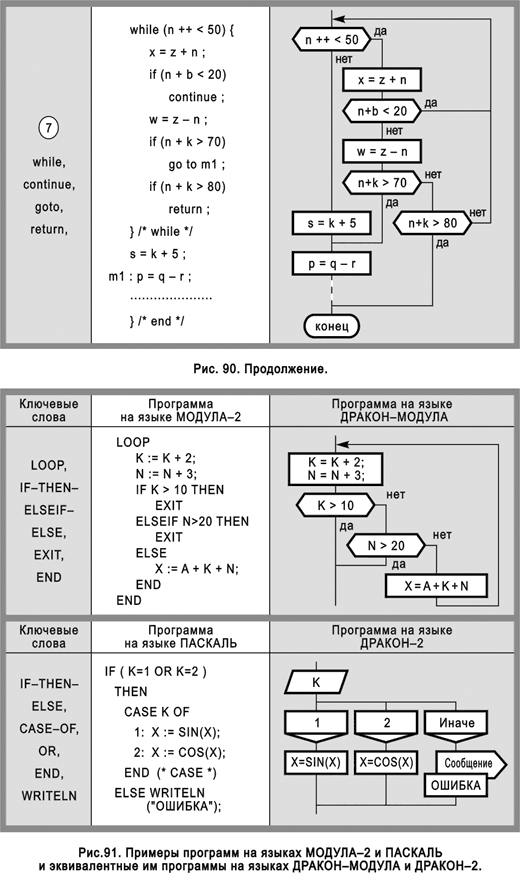 7
while,
continue,
goto,
return,
while (n ++ < 50) {
x = z + n ;
if (n + b < 20)
continue ;
w = z – n ;
if (n + k > 70)
go to m1 ;
if (n + k > 80)
return ;
} /* while */
s = k + 5 ;
m1 : p = q – r ;
.....................
} /* end */
n ++ < 50
да
нет
x = z + n
n+b < 20
да
нет
w = z – n
n+k > 70
нет
да
s = k + 5
n+k > 80
нет
да
p = q – r
конец
Рис. 90. Продолжение.
Ключевые
слова
Программа
на языке МОДУЛА–2
Программа на языке
ДРАКОН–МОДУЛА
LOOP,
IF–THEN–
ELSEIF–
ELSE,
EXIT,
END
LOOP
K := K + 2;
N := N + 3;
IF K > 10 THEN
EXIT
ELSEIF N>20 THEN
EXIT
ELSE
X := A + K + N;
END
END
K = K + 2;
N = N + 3;
K > 10
нет
да
N > 20
нет
да
X = A + K + N
Ключевые
слова
Программа
на языке ПАСКАЛЬ
Программа на языке
ДРАКОН–2
IF–THEN–
ELSE,
CASE–OF,
OR,
END,
WRITELN
IF ( K=1 OR K=2 )
THEN
CASE K OF
1: X := SIN(X);
2: X := COS(X);
END (* CASE *)
ELSE WRITELN
("ОШИБКА");
K
1
2
Иначе
X=SIN(X)
X=COS(X)
Сообщение
ОШИБКА
Рис.91. Примеры программ на языках МОДУЛА–2 и ПАСКАЛЬ
и эквивалентные им программы на языках ДРАКОН–МОДУЛА и ДРАКОН–2.